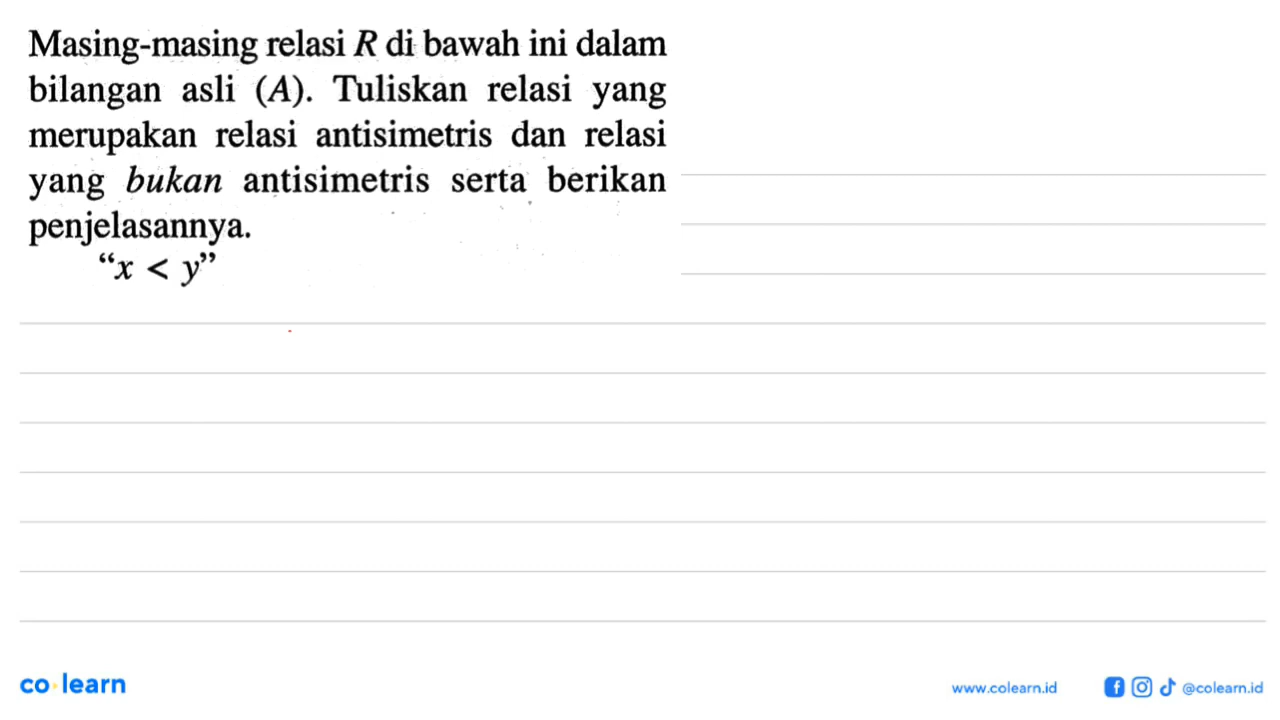 Masing-masing relasi R di bawah ini dalam
bilangan asli (A). Tuliskan relasi yang
merupakan relasi antisimetris dan relasi
yang bukan antisimetris serta berikan
penjelasannya.
“x < y”
co learn
www.colearn.id
@colearn.id